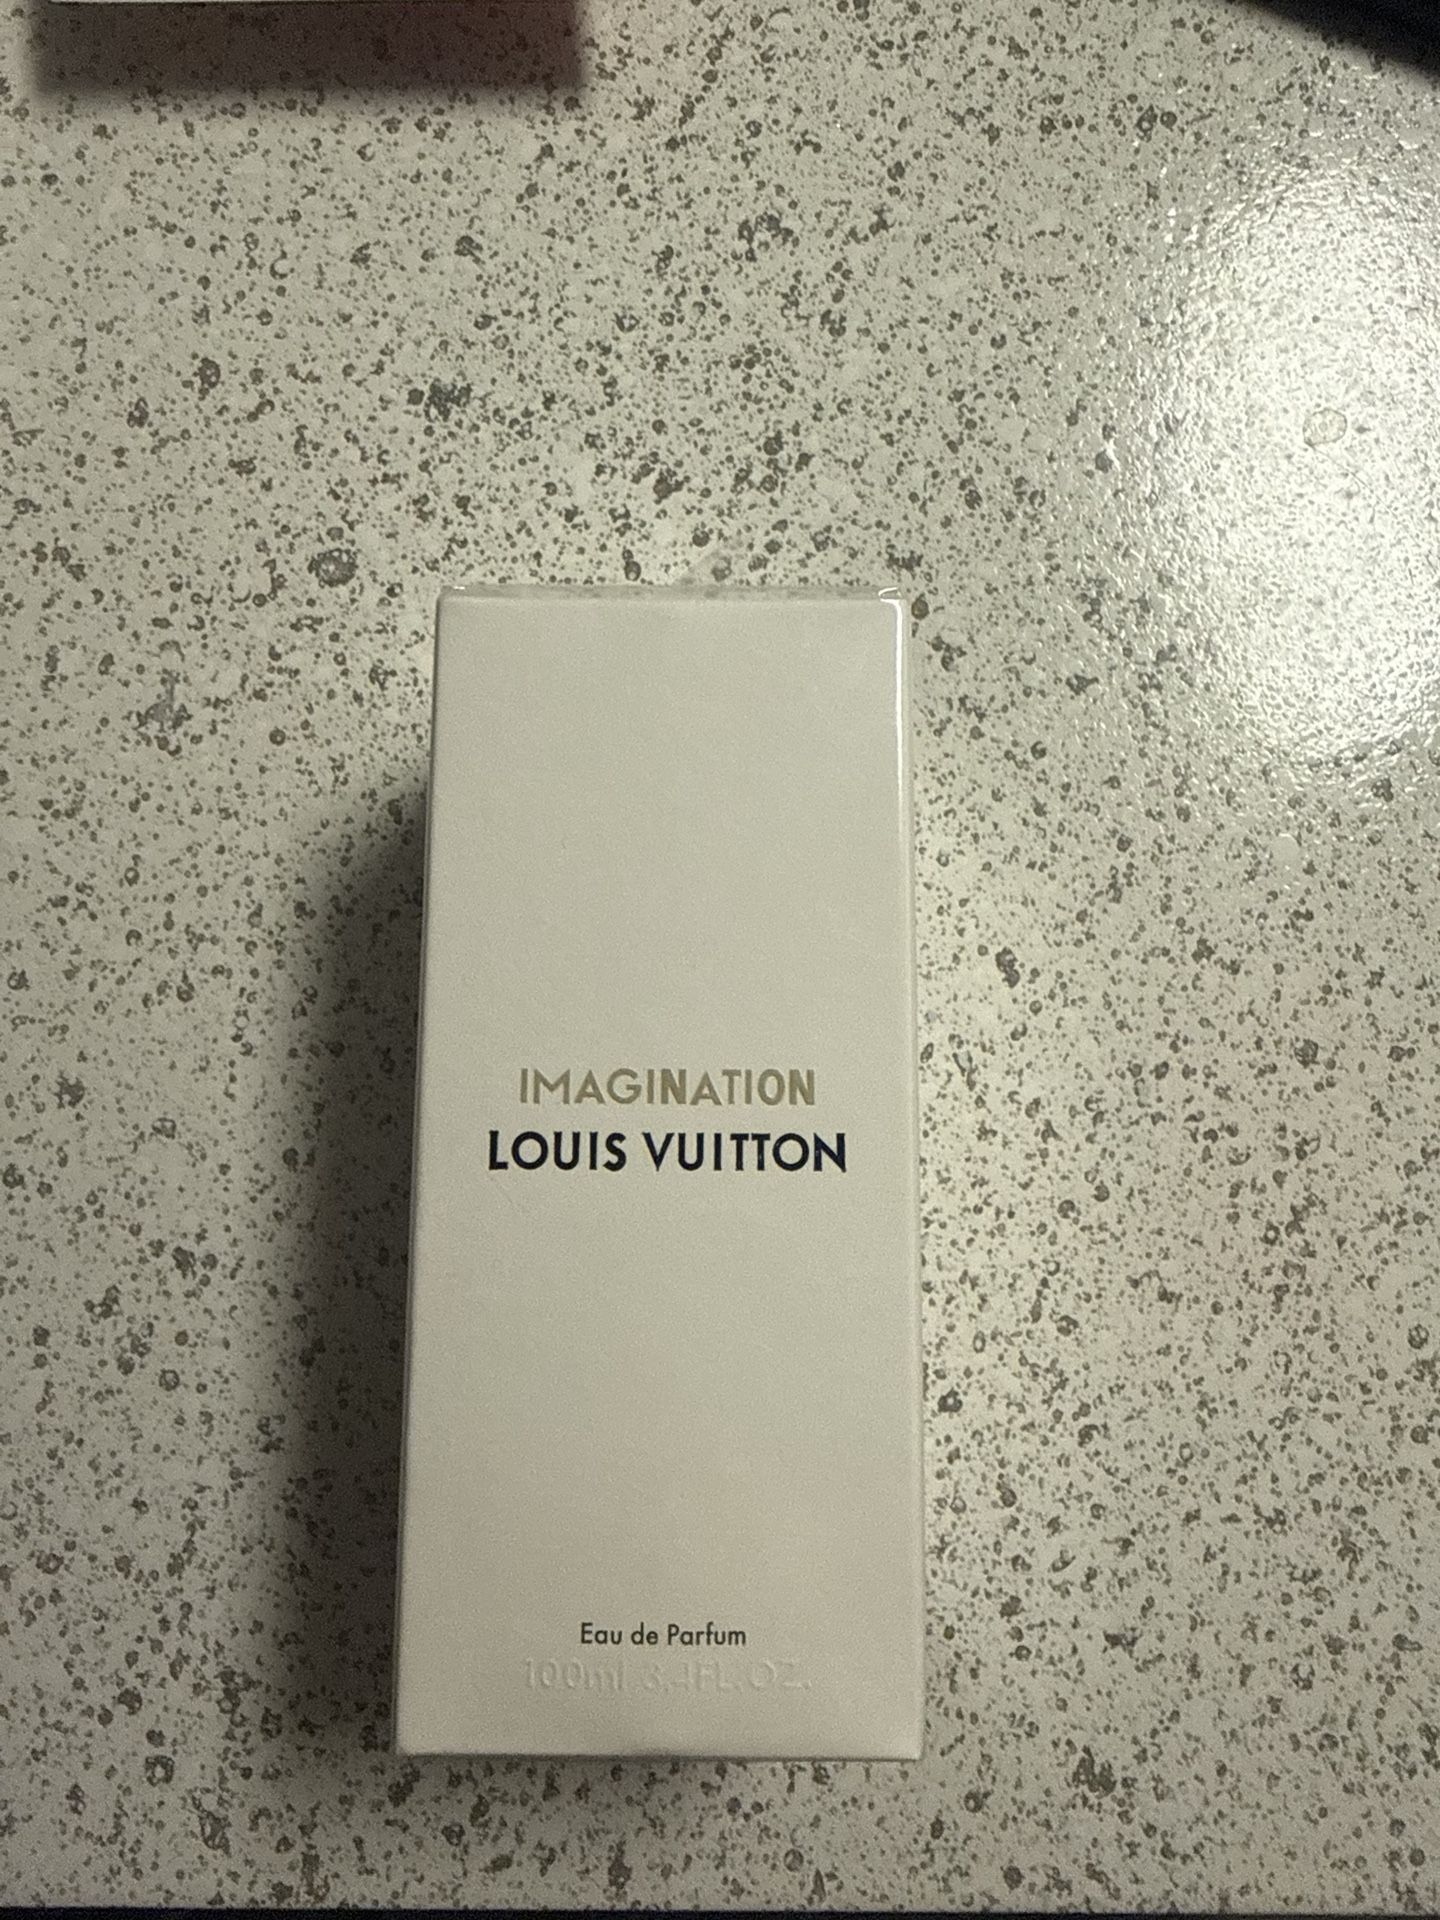 IMAGINATION
LOUIS VUITTON
Eau de Parfum
100ml 3.4FL.OZ.